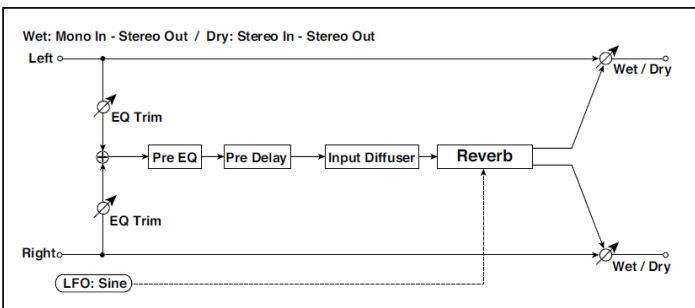 Wet: Mono In - Stereo Out / Dry: Stereo In - Stereo Out
Left
Wet / Dry
EQ Trim
Pre EQ
Pre Delay
Input Diffuser
Reverb
EQ Trim
Right
Wet / Dry
LFO: Sine